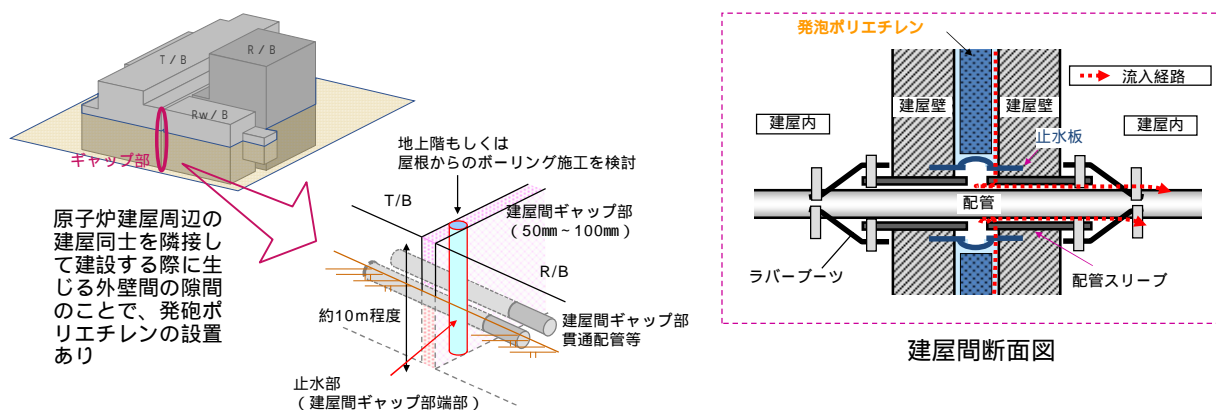 T/B
R/B
Rw/B
ギャップ部
原子炉建屋周辺の
建屋同士を隣接し
て建設する際に生
じる外壁間の隙間
のことで、発砲ポ
リエチレンの設置
あり
地上階もしくは
屋根からのボーリング施工を検討
T/B
建屋間ギャップ部
(50㎜~100㎜)
R/B
約10m程度
建屋間ギャップ部
貫通配管等
止水部
(建屋間ギャップ部端部)
発泡ポリエチレン
流入経路
建屋壁
建屋壁
建屋内
建屋内
止水板
配管
ラバーブーツ
配管スリーブ
建屋間断面図